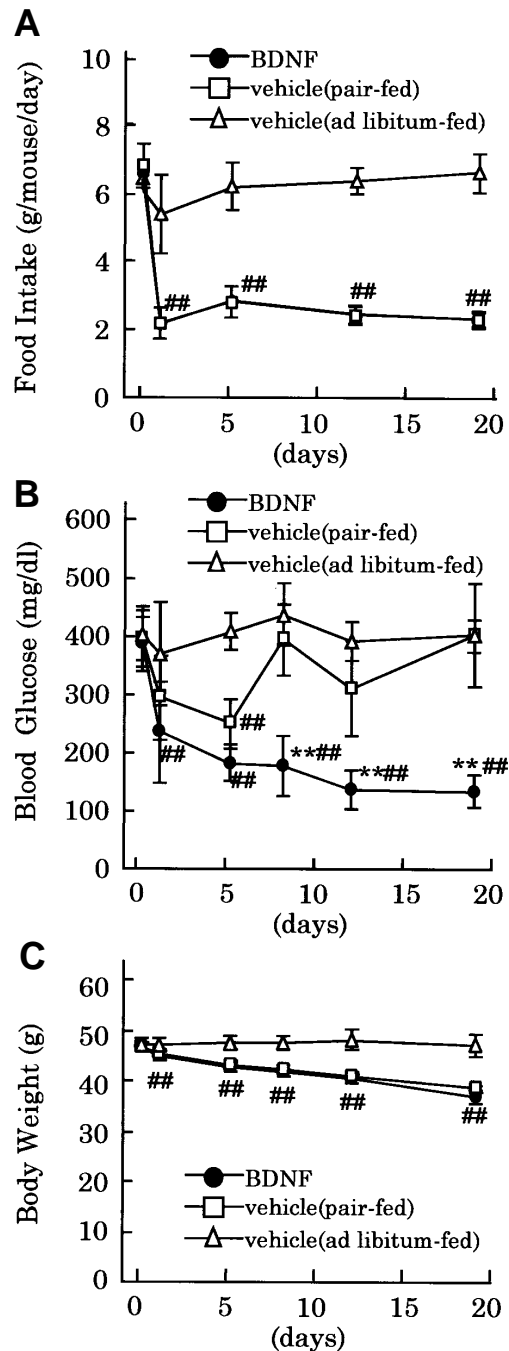 A
BDNF
vehicle(pair-fed)
vehicle(ad libitum-fed)
Food Intake (g/mouse/day)
10
8
6
4
2
0
##
##
##
##
0 5 10 15 20
(days)
B
BDNF
vehicle(pair-fed)
vehicle(ad libitum-fed)
Blood Glucose (mg/dl)
600
500
400
300
200
100
0
##
##
##
**##
**##
** ##
0 5 10 15 20
(days)
C
Body Weight (g)
60
50
40
30
20
10
0
##
##
##
##
##
BDNF
vehicle(pair-fed)
vehicle(ad libitum-fed)
0 5 10 15 20
(days)